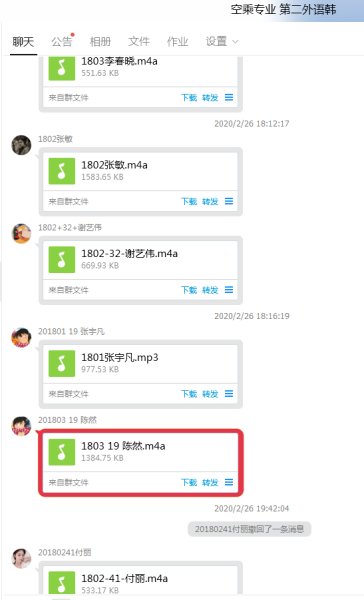 空乘专业 第二外语韩
聊天 公告 相册 文件 作业 设置
1803李春晓.m4a
551.63 KB
来自群文件 下载 转发
2020/2/26 18:12:17
1802张敏
1802张敏.m4a
1583.65 KB
来自群文件 下载 转发
1802+32+谢艺伟
1802-32-谢艺伟.m4a
669.93 KB
来自群文件 下载 转发
2020/2/26 18:16:19
201801 19 张宇凡
1801张宇凡.mp3
977.53 KB
来自群文件 下载 转发
201803 19 陈然
1803 19 陈然.m4a
1384.75 KB
来自群文件 下载 转发
2020/2/26 19:42:04
20180241付丽撤回了一条消息
20180241付丽
1802-41-付丽.m4a
533.17 KB